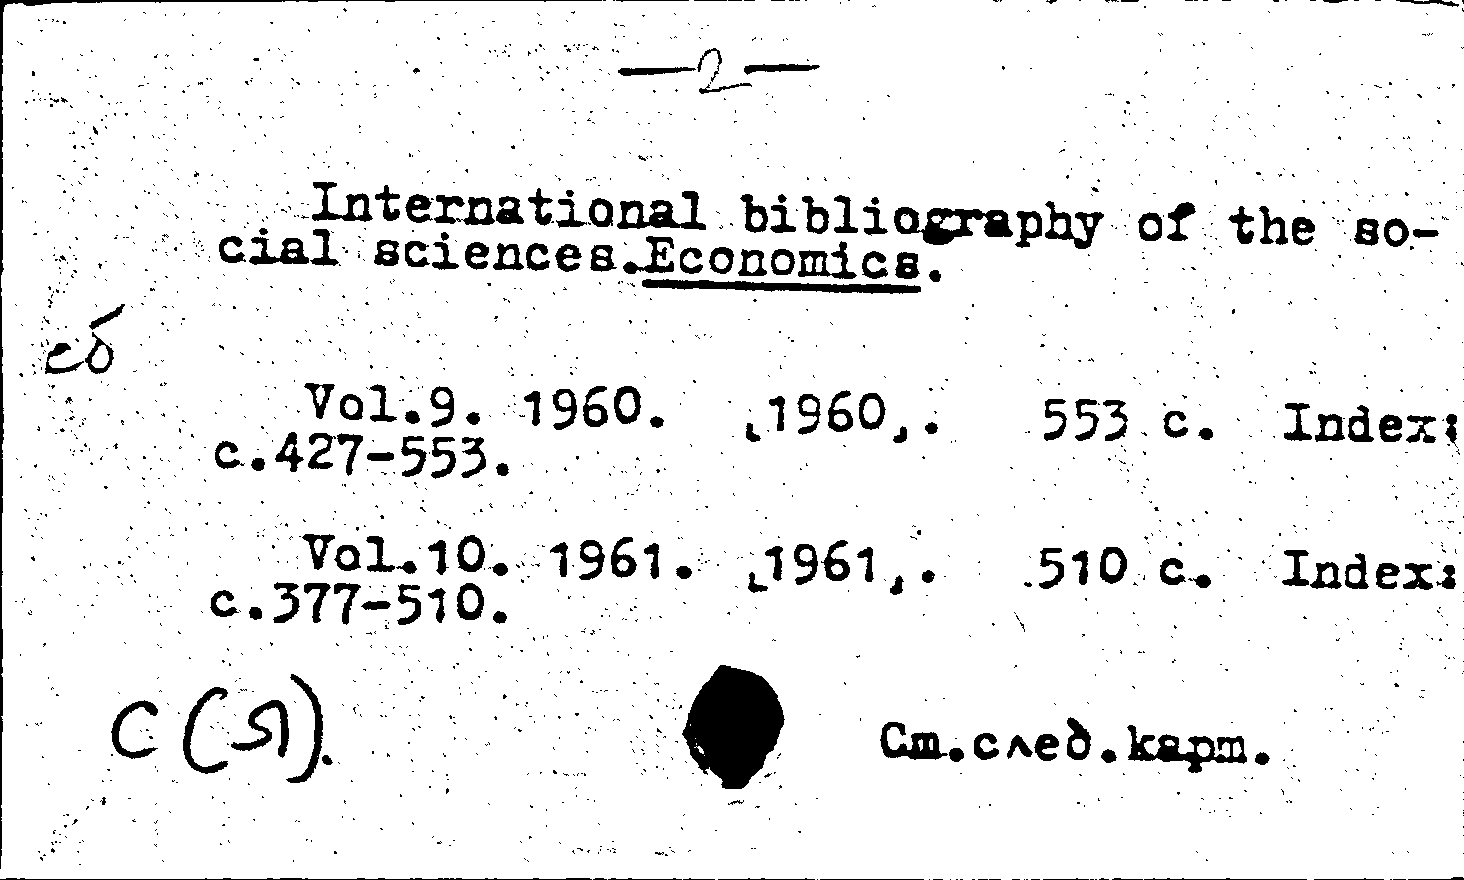 —2—
International bibliography of the so-
cial sciences.Economics.
сб
Vol.9. 1960. [1960]. 553 c. Index:
c.427-553.
Vol.10. 1961. [1961]. 510 c. Index:
c.377-510.
С(Я).
См.след.карт.